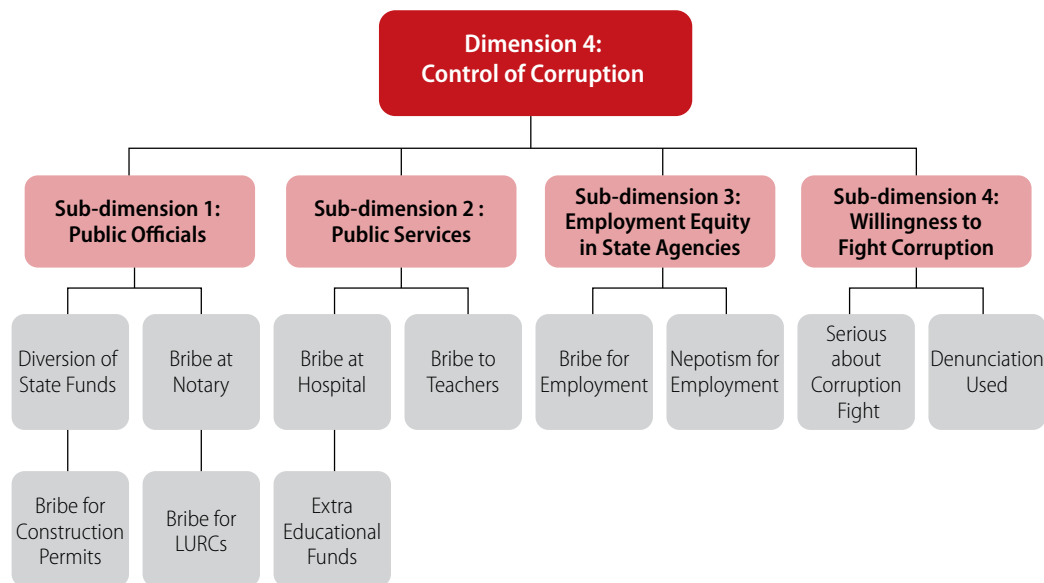 Dimension 4:
Control of Corruption
Sub-dimension 1:
Public Officials
Sub-dimension 2 :
Public Services
Sub-dimension 3:
Employment Equity
in State Agencies
Sub-dimension 4:
Willingness to
Fight Corruption
Diversion of
State Funds
Bribe at
Notary
Bribe at
Hospital
Bribe to
Teachers
Bribe for
Employment
Nepotism for
Employment
Serious
about
Corruption
Fight
Denunciation
Used
Bribe for
Construction
Permits
Bribe for
LURCs
Extra
Educational
Funds